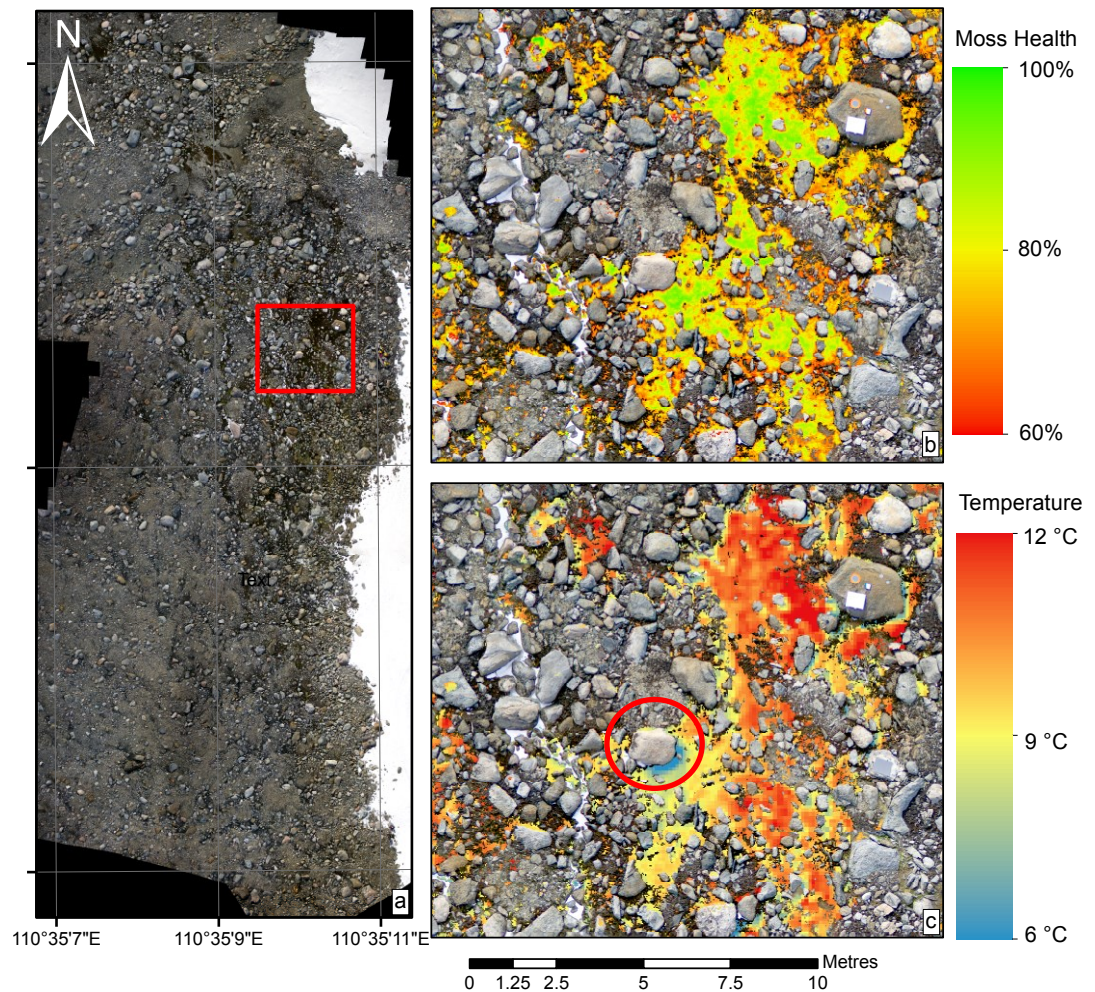 N
Text
a
110°35'7"E
110°35'9"E
110°35'11"E
b
Moss Health
100%
80%
60%
c
Temperature
12 °C
9 °C
6 °C
Metres
0 1.25 2.5 5 7.5 10